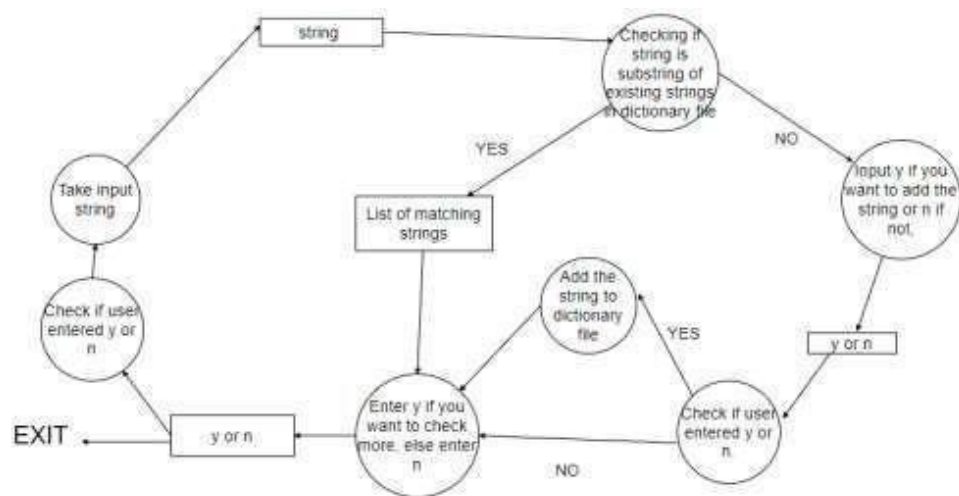 string
Checking if
string is
substring of
existing strings
in dictionary file
YES
NO
Take input
string
List of matching
strings
Input y if you
want to add the
string or n if
not,
Add the
string to
dictionary
file
Check if user
entered y or
n
YES
y or n
Enter y if you
want to check
more, else enter
n
Check if user
entered y or
n.
EXIT
y or n
NO